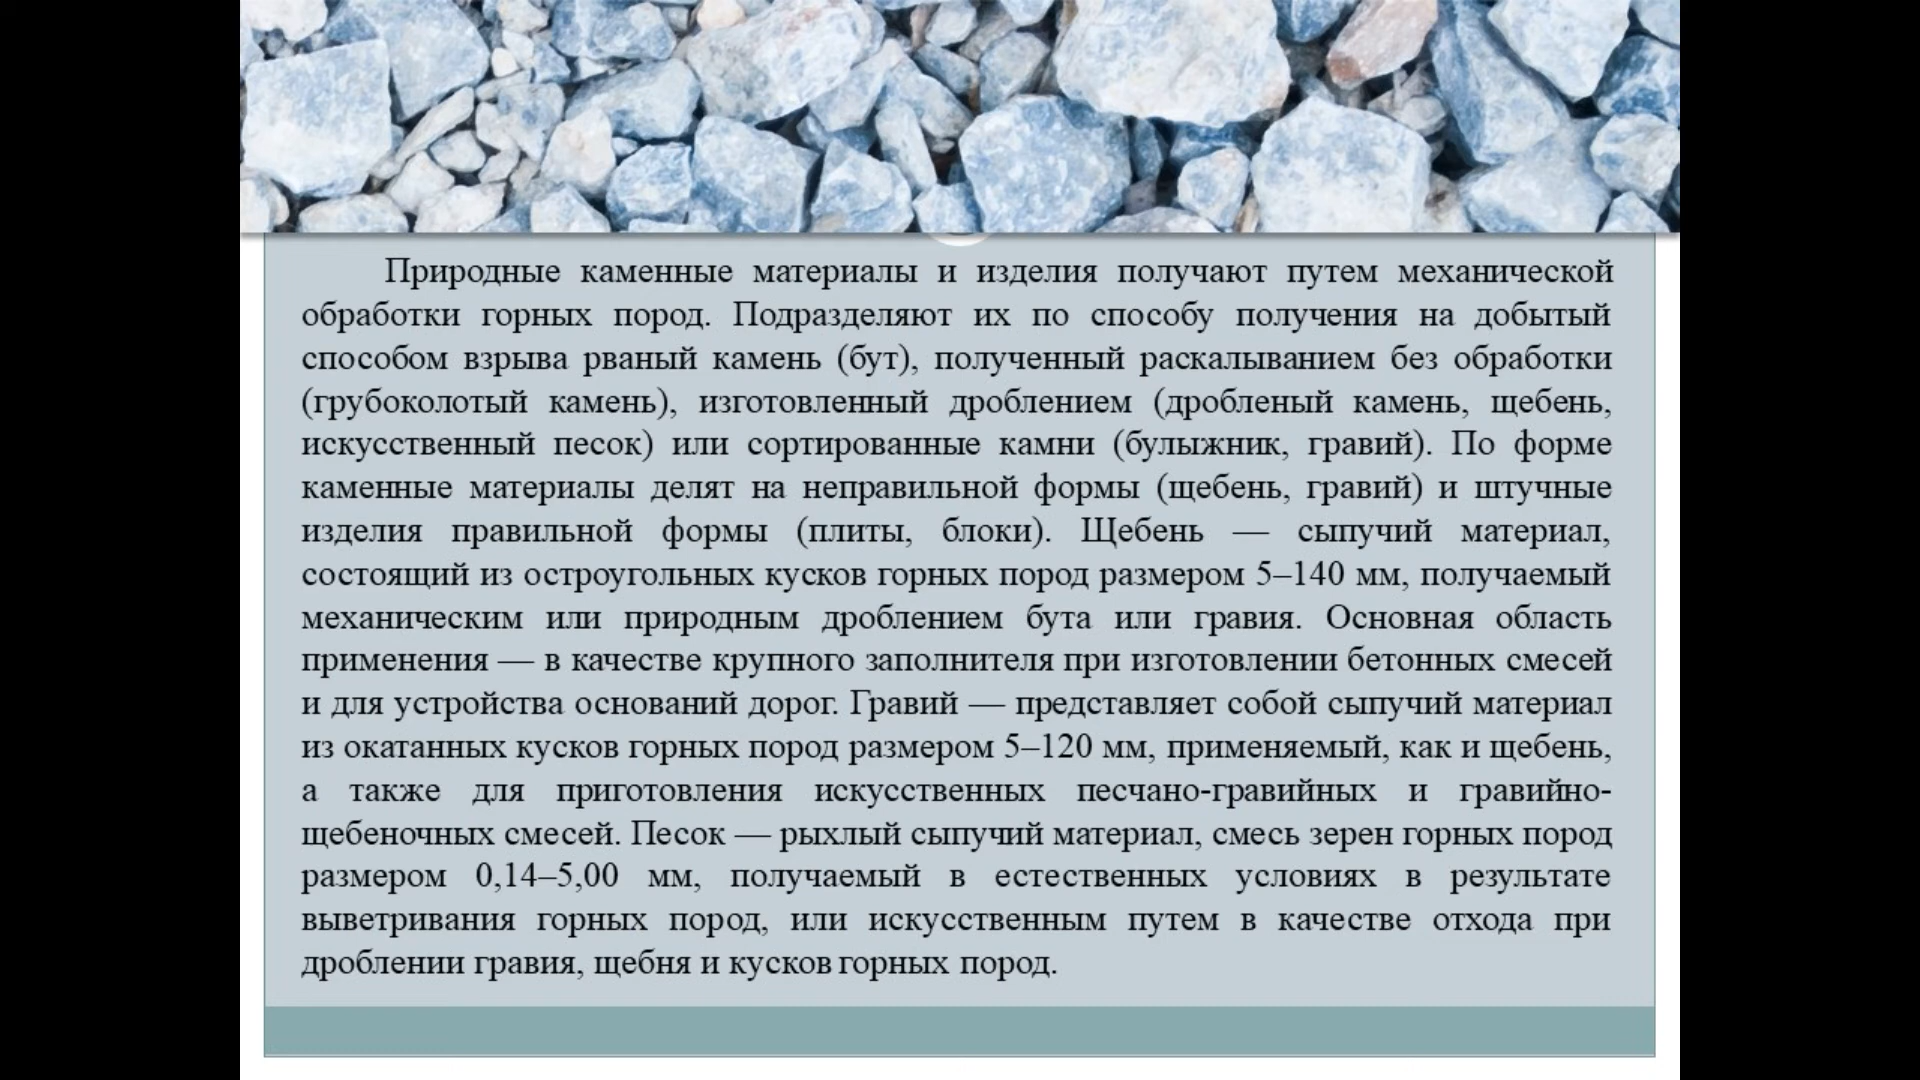 Природные каменные материалы и изделия получают путем механической
обработки горных пород. Подразделяют их по способу получения на добытый
способом взрыва рваный камень (бут), полученный раскалыванием без обработки
(грубоколотый камень), изготовленный дроблением (дробленый камень, щебень,
искусственный песок) или сортированные камни (булыжник, гравий). По форме
каменные материалы делят на неправильной формы (щебень, гравий) и штучные
изделия правильной формы (плиты, блоки). Щебень — сыпучий материал,
состоящий из остроугольных кусков горных пород размером 5–140 мм, получаемый
механическим или природным дроблением бута или гравия. Основная область
применения — в качестве крупного заполнителя при изготовлении бетонных смесей
и для устройства оснований дорог. Гравий — представляет собой сыпучий материал
из окатанных кусков горных пород размером 5–120 мм, применяемый, как и щебень,
а также для приготовления искусственных песчано-гравийных и гравийно-
щебеночных смесей. Песок — рыхлый сыпучий материал, смесь зерен горных пород
размером 0,14–5,00 мм, получаемый в естественных условиях в результате
выветривания горных пород, или искусственным путем в качестве отхода при
дроблении гравия, щебня и кусков горных пород.